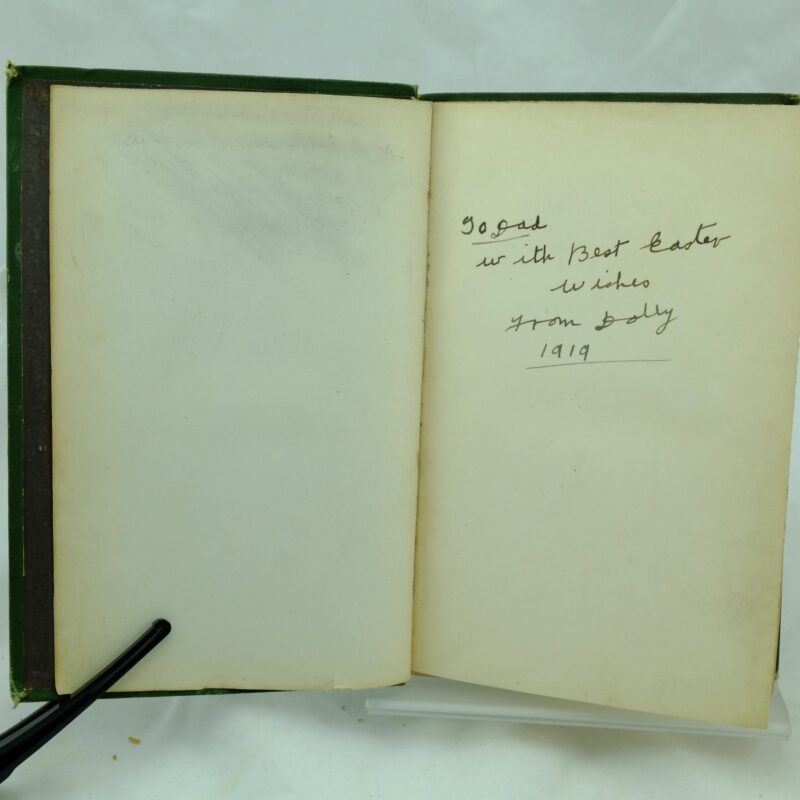 To Dad
with Best Easter
wishes
From Dolly
1919